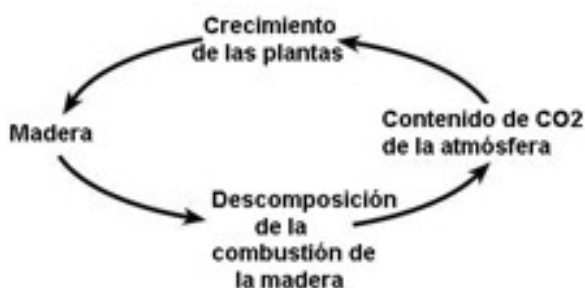 Crecimiento
de las plantas
Madera
Contenido de CO2
de la atmósfera
Descomposición
de la
combustión de
la madera